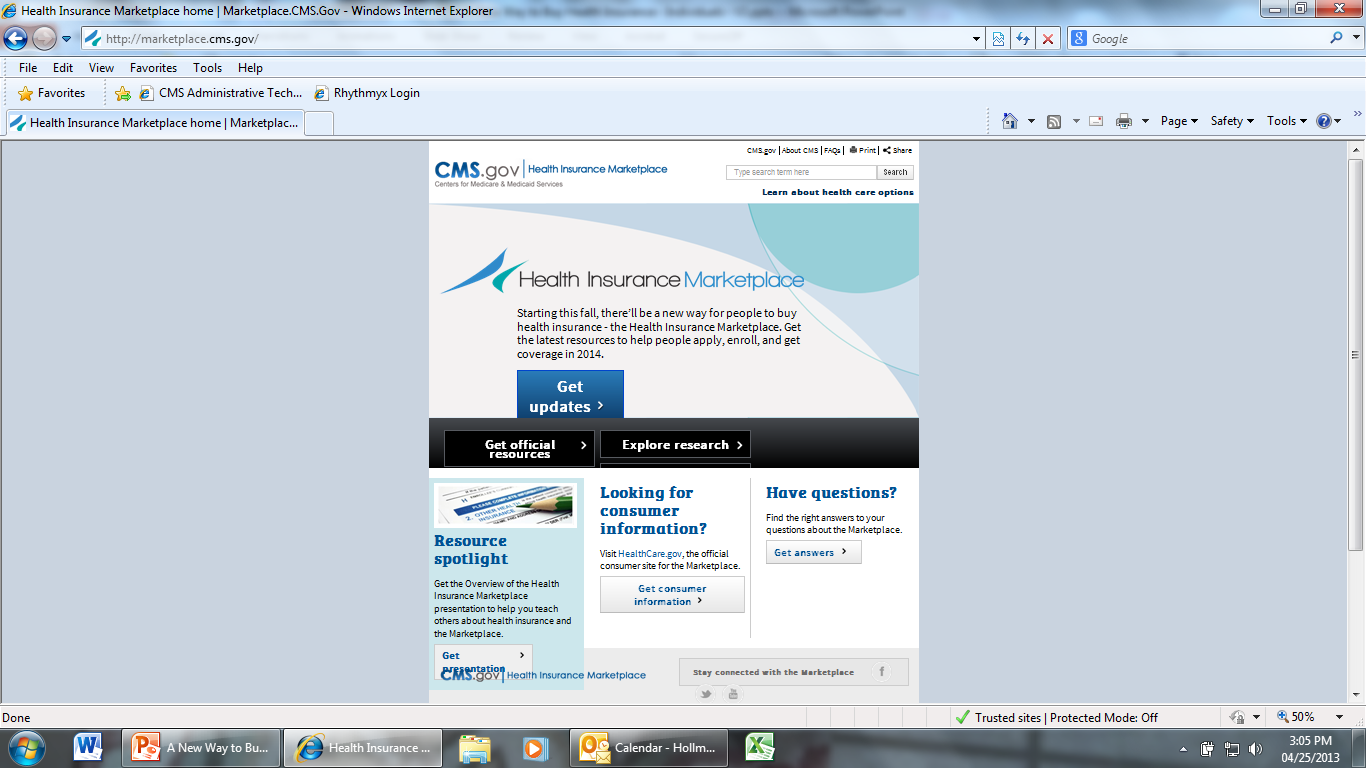 Health Insurance Marketplace home | Marketplace.CMS.Gov - Windows Internet Explorer
http://marketplace.cms.gov/
Google
File Edit View Favorites Tools Help
Favorites CMS Administrative Tech... Rhythmyx Login
Health Insurance Marketplace home | Marketplac...
Page Safety Tools
CMS.gov | About CMS | FAQs | Print | Share
CMS.gov | Health Insurance Marketplace
Centers for Medicare & Medicaid Services
Type search term here Search
Learn about health care options
Health Insurance Marketplace
Starting this fall, there'll be a new way for people to buy
health insurance - the Health Insurance Marketplace. Get
the latest resources to help people apply, enroll, and get
coverage in 2014.
Get
updates
Get official
resources
Explore research
PLEASE COMPLETE
2. OTHER HEALTH
INSURANCE
Resource
spotlight
Get the Overview of the Health
Insurance Marketplace
presentation to help you teach
others about health insurance and
the Marketplace.
Get
presentation
Looking for
consumer
information?
Visit HealthCare.gov, the official
consumer site for the Marketplace.
Get consumer
information
Have questions?
Find the right answers to your
questions about the Marketplace.
Get answers
CMS.gov | Health Insurance Marketplace
Stay connected with the Marketplace
Done
Trusted sites | Protected Mode: Off
50%
A New Way to Bu...
Health Insurance ...
Calendar - Hollm...
3:05 PM
04/25/2013